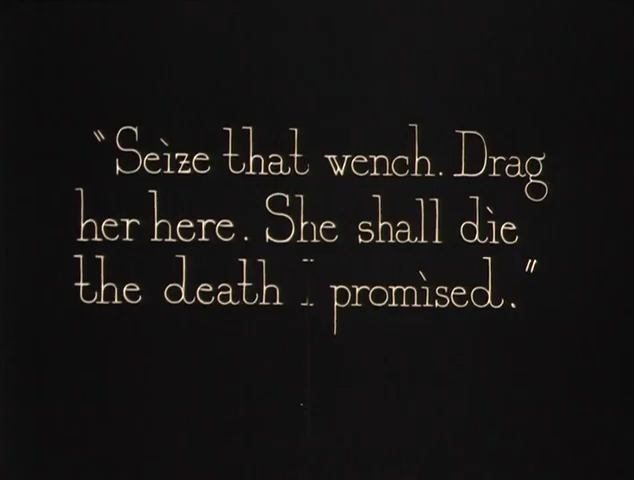 "Seize that wench. Drag
her here. She shall die
the death I promised."